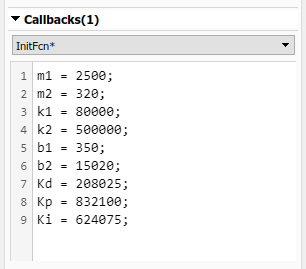 Callbacks(1)
InitFcn*
1 m1 = 2500;
2 m2 = 320;
3 k1 = 80000;
4 k2 = 500000;
5 b1 = 350;
6 b2 = 15020;
7 Kd = 208025;
8 Kp = 832100;
9 Ki = 624075;